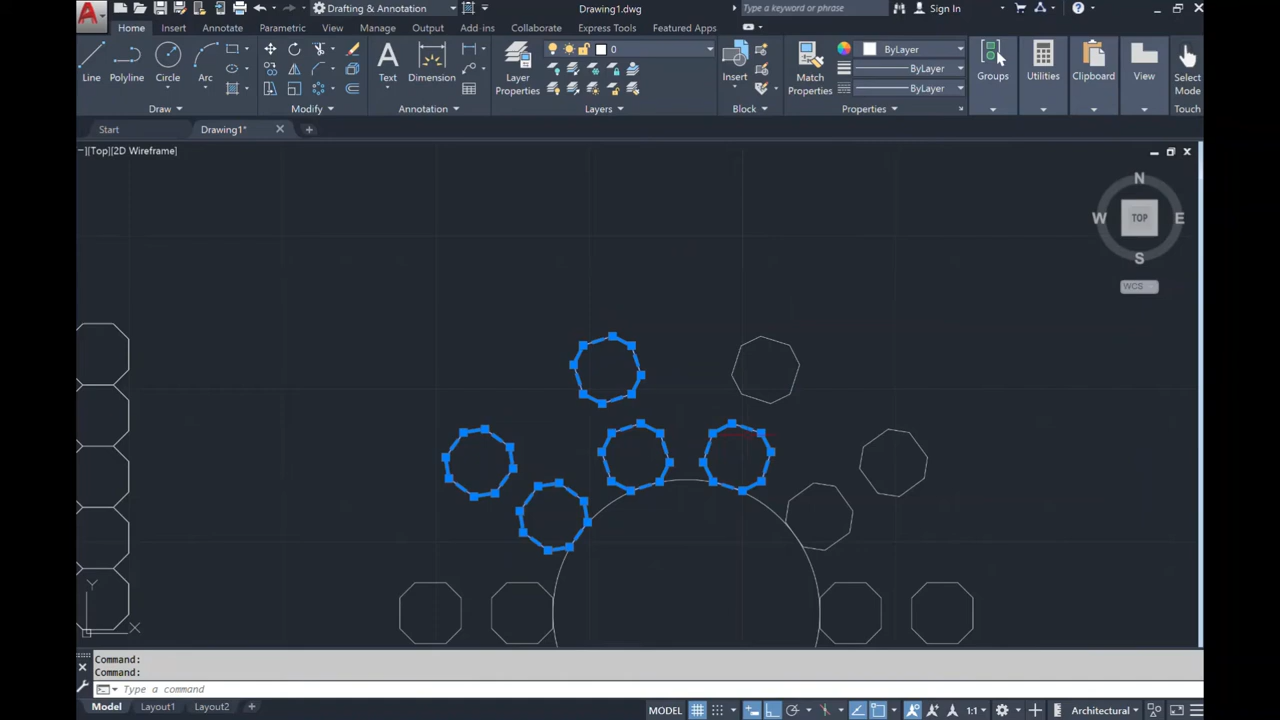 Drafting & Annotation
Drawing1.dwg
Type a keyword or phrase
Sign In
Home Insert Annotate Parametric View Manage Output Add-ins Collaborate Express Tools Featured Apps
0
ByLayer
ByLayer
ByLayer
Line Polyline Circle Arc
Text Dimension
Layer Properties
Insert
Match Properties
Groups Utilities Clipboard View
Select Mode
Draw Modify Annotation Layers Block Properties Touch
Start Drawing1*
[Top][2D Wireframe]
N
W TOP E
S
WCS
Y
X
Command:
Command:
Type a command
Model Layout1 Layout2
MODEL 1:1 Architectural